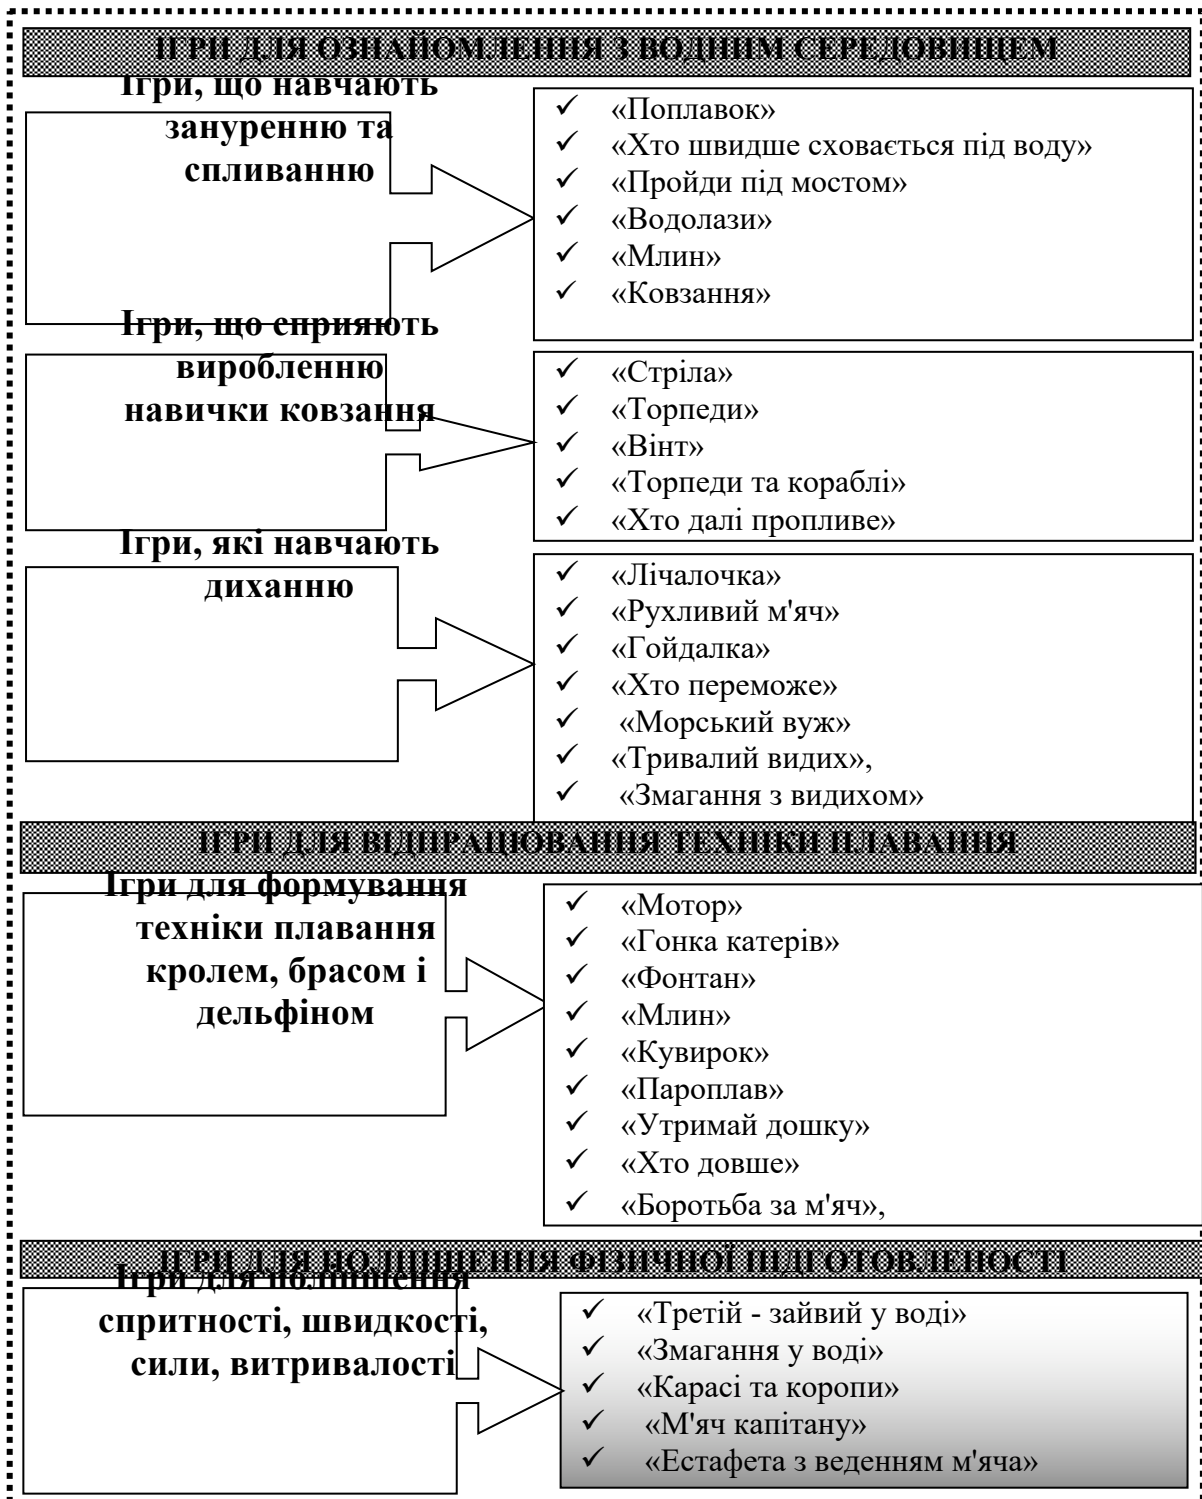 ІГРИ ДЛЯ ОЗНАЙОМЛЕННЯ З ВОДНИМ СЕРЕДОВИЩЕМ
Ігри, що навчають
зануренню та
спливанню
✓ «Поплавок»
✓ «Хто швидше сховається під воду»
✓ «Пройди під мостом»
✓ «Водолази»
✓ «Млин»
✓ «Ковзання»
Ігри, що сприяють
виробленню
навички ковзання
✓ «Стріла»
✓ «Торпеди»
✓ «Вінт»
✓ «Торпеди та кораблі»
✓ «Хто далі пропливе»
Ігри, які навчають
диханню
✓ «Лічалочка»
✓ «Рухливий м'яч»
✓ «Гойдалка»
✓ «Хто переможе»
✓ «Морський вуж»
✓ «Тривалий видих»,
✓ «Змагання з видихом»
ІГРИ ДЛЯ ВІДПРАЦЮВАННЯ ТЕХНІКИ ПЛАВАННЯ
Ігри для формування
техніки плавання
кролем, брасом і
дельфіном
✓ «Мотор»
✓ «Гонка катерів»
✓ «Фонтан»
✓ «Млин»
✓ «Кувирок»
✓ «Пароплав»
✓ «Утримай дошку»
✓ «Хто довше»
✓ «Боротьба за м'яч»,
ІГРИ ДЛЯ ПОЛІПШЕННЯ ФІЗИЧНОЇ ПІДГОТОВЛЕНОСТІ
Ігри для поліпшення
спритності, швидкості,
сили, витривалості
✓ «Третій - зайвий у воді»
✓ «Змагання у воді»
✓ «Карасі та коропи»
✓ «М'яч капітану»
✓ «Естафета з веденням м'яча»